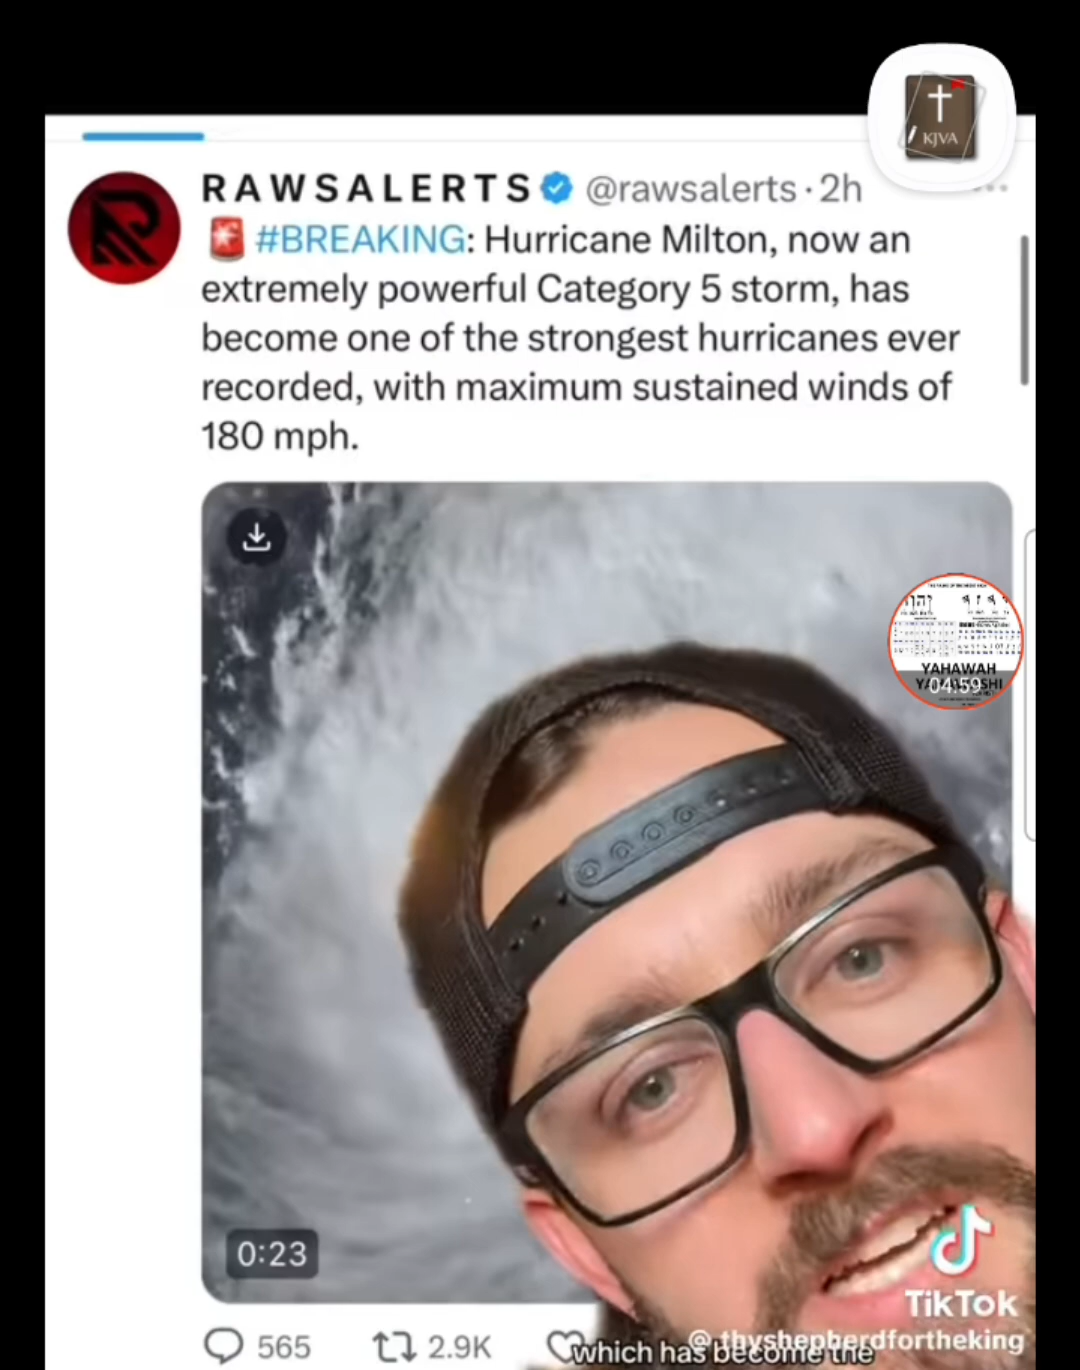 KJVA
RAWSALERTS @rawsalerts · 2h
#BREAKING: Hurricane Milton, now an
extremely powerful Category 5 storm, has
become one of the strongest hurricanes ever
recorded, with maximum sustained winds of
180 mph.
YAHAWAH
04:59
0:23
TikTok
565 2.9K
@thyshepherdfortheking
which has become the